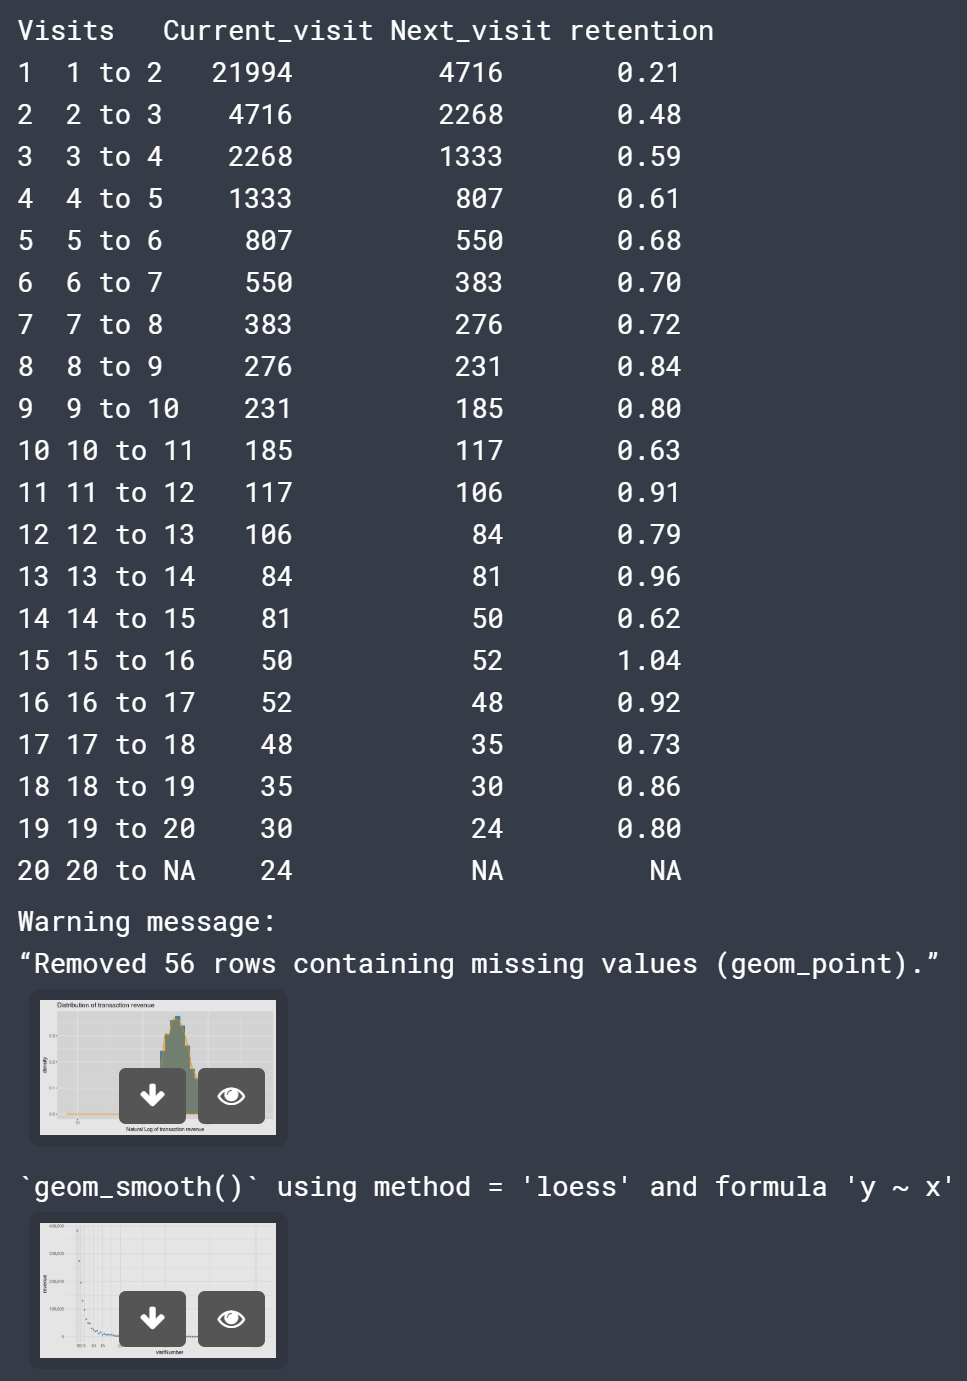 Visits   Current_visit Next_visit retention
1  1 to 2   21994         4716       0.21
2  2 to 3    4716         2268       0.48
3  3 to 4    2268         1333       0.59
4  4 to 5    1333          807       0.61
5  5 to 6     807          550       0.68
6  6 to 7     550          383       0.70
7  7 to 8     383          276       0.72
8  8 to 9     276          231       0.84
9  9 to 10    231          185       0.80
10 10 to 11   185          117       0.63
11 11 to 12   117          106       0.91
12 12 to 13   106           84       0.79
13 13 to 14    84           81       0.96
14 14 to 15    81           50       0.62
15 15 to 16    50           52       1.04
16 16 to 17    52           48       0.92
17 17 to 18    48           35       0.73
18 18 to 19    35           30       0.86
19 19 to 20    30           24       0.80
20 20 to NA    24           NA         NA
Warning message:
“Removed 56 rows containing missing values (geom_point).”
Distribution of transaction revenue
density
Natural Log of transaction revenue
`geom_smooth()` using method = 'loess' and formula 'y ~ x'
revenue
visitNumber